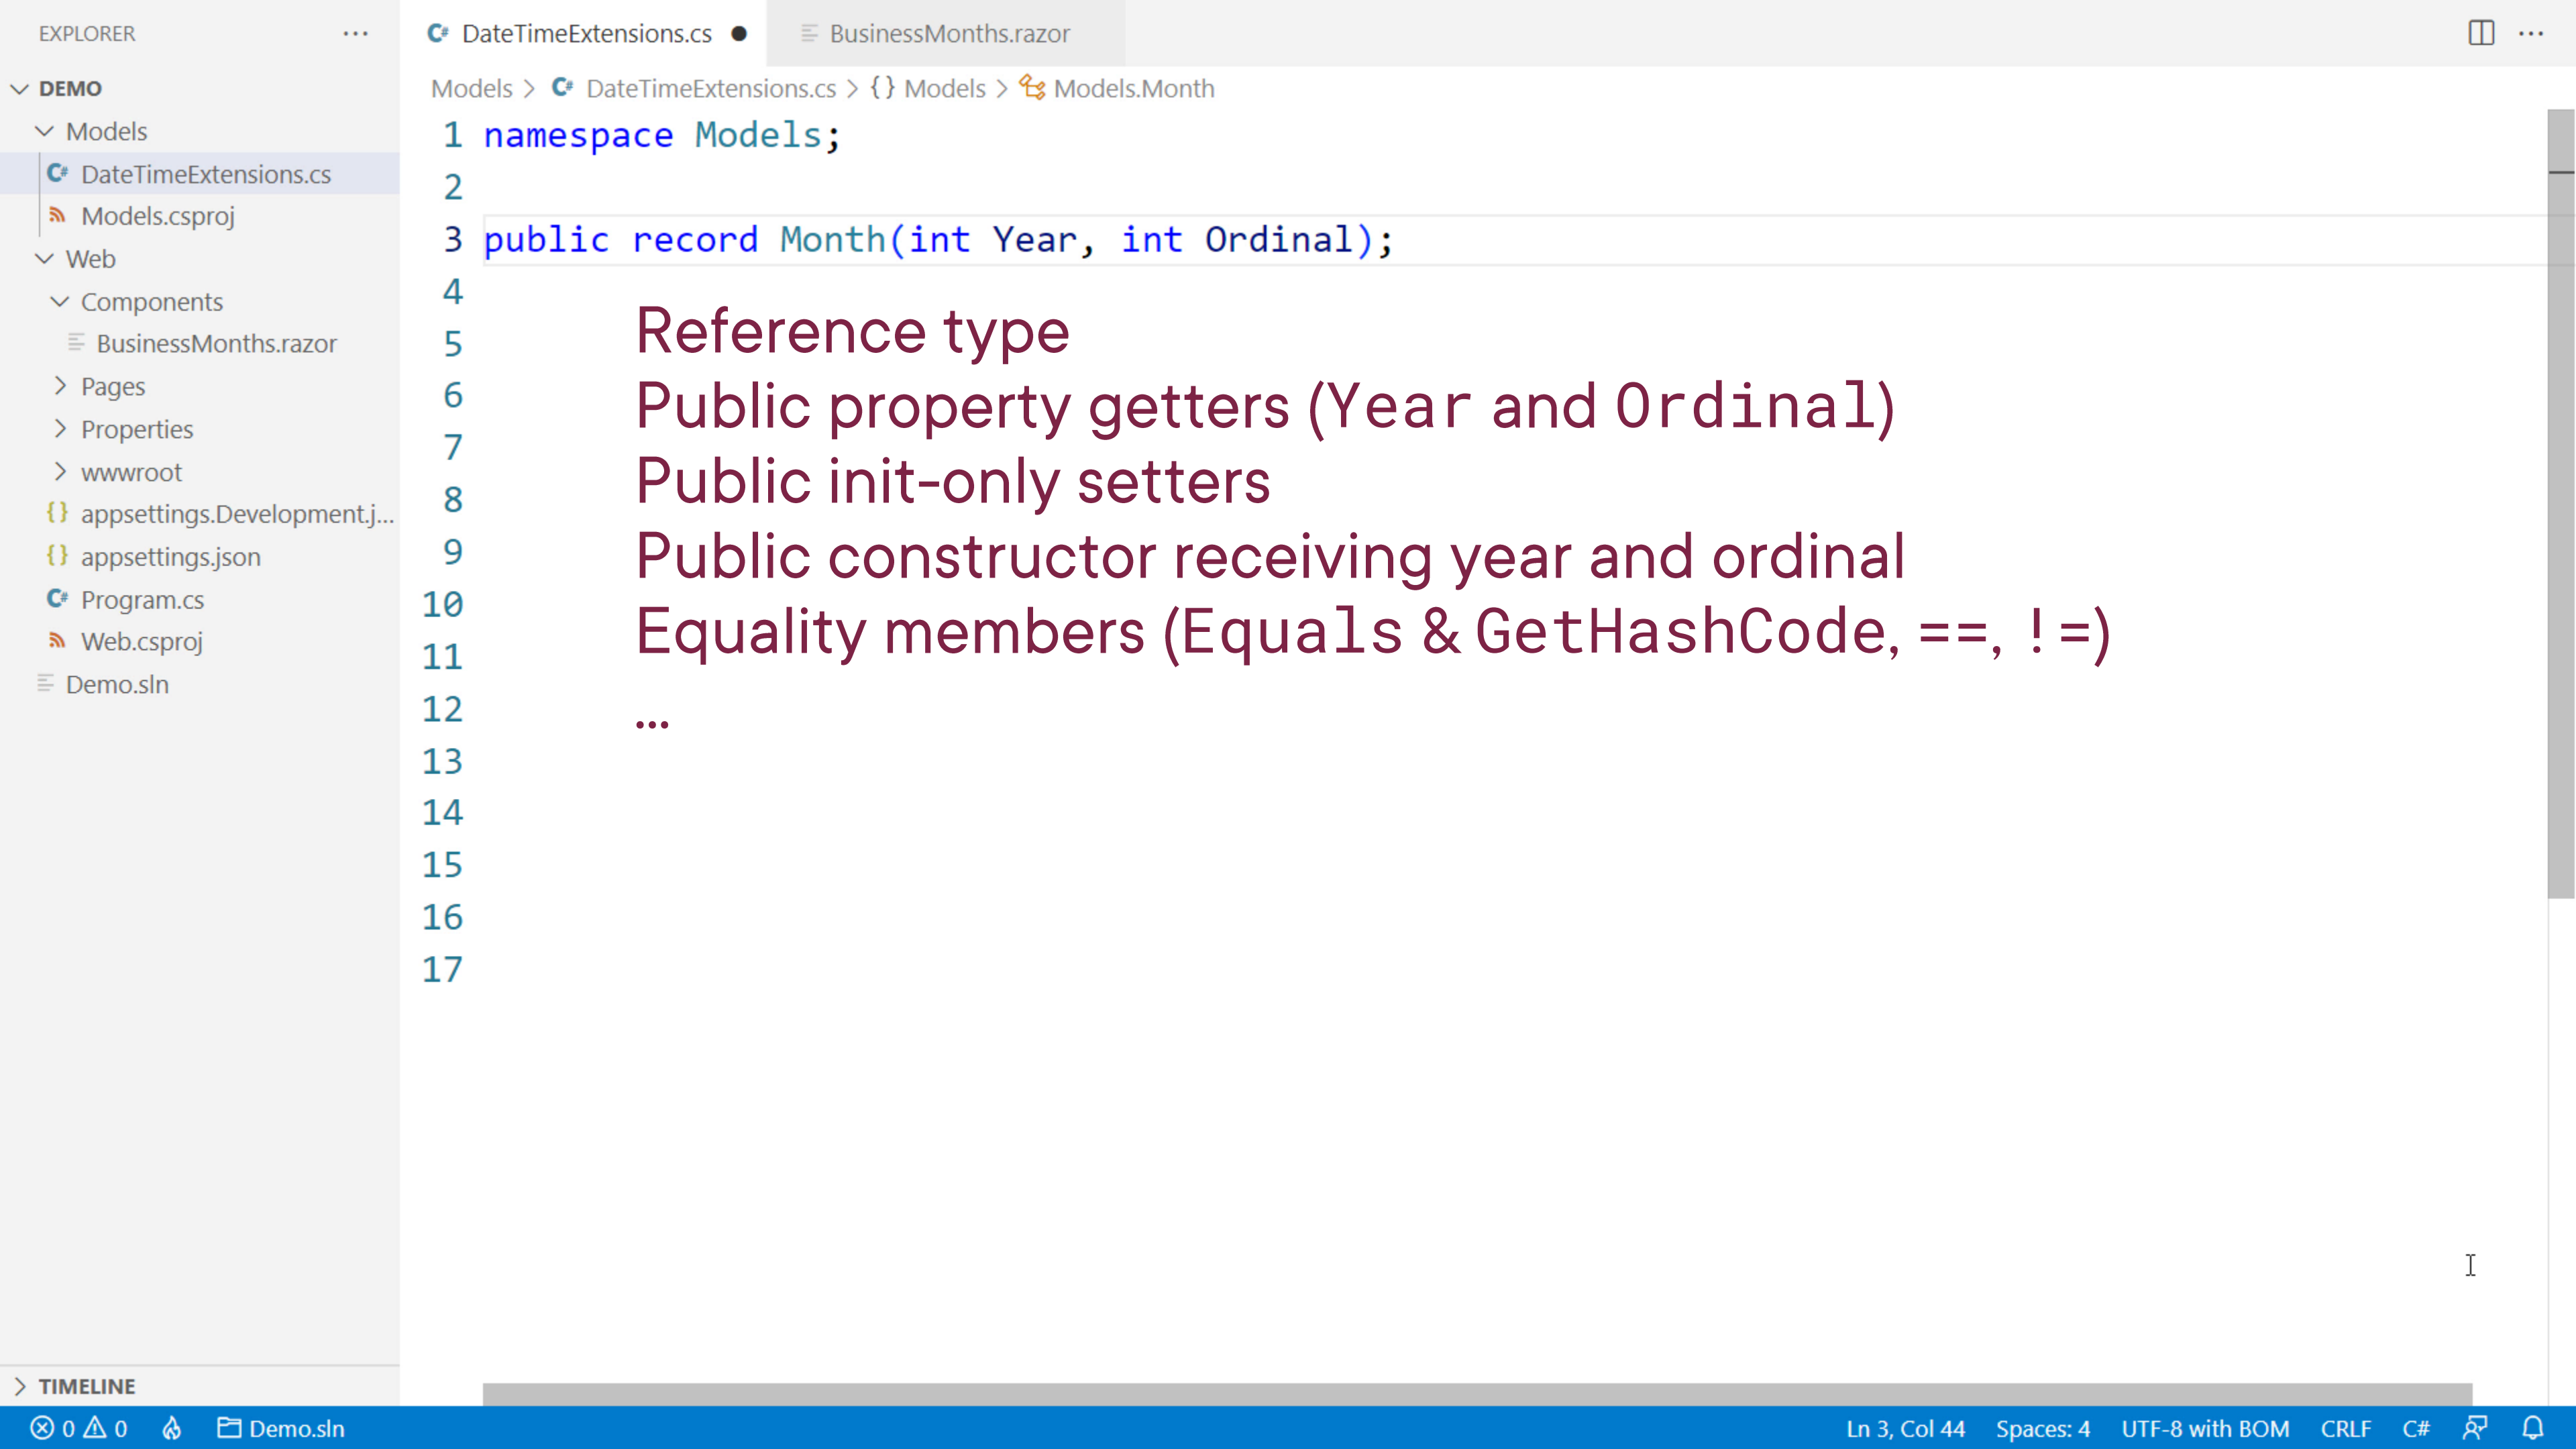 EXPLORER
DEMO
Models
DateTimeExtensions.cs
Models.csproj
Web
Components
BusinessMonths.razor
Pages
Properties
wwwroot
appsettings.Development.j...
appsettings.json
Program.cs
Web.csproj
Demo.sln
TIMELINE
DateTimeExtensions.cs
BusinessMonths.razor
Models > DateTimeExtensions.cs > {} Models > Models.Month
1 namespace Models;
2
3 public record Month(int Year, int Ordinal);
4
5
6
7
8
9
10
11
12
13
14
15
16
17
Reference type
Public property getters (Year and Ordinal)
Public init-only setters
Public constructor receiving year and ordinal
Equality members (Equals & GetHashCode, ==, !=)
...
0 0 Demo.sln Ln 3, Col 44 Spaces: 4 UTF-8 with BOM CRLF C#